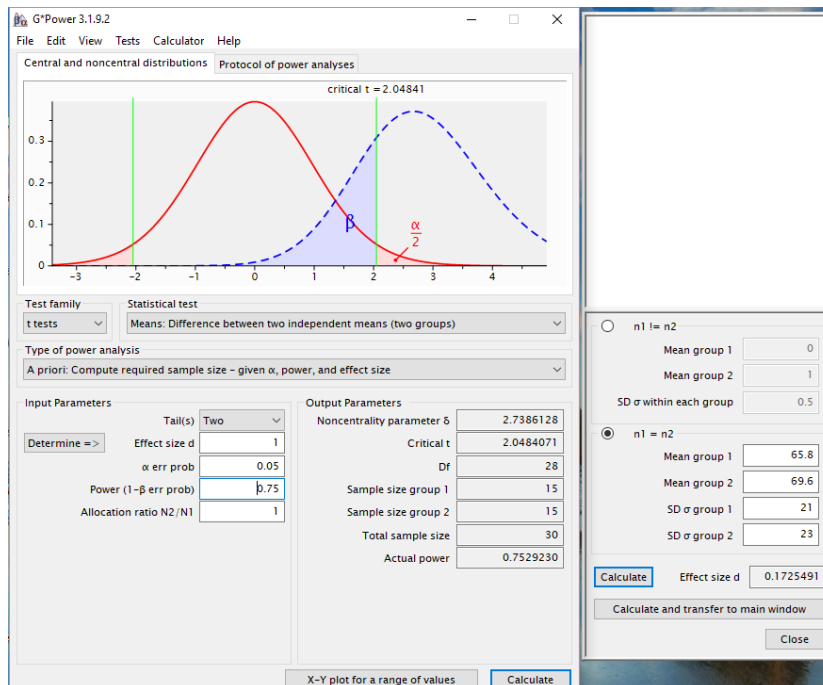 G*Power 3.1.9.2
File Edit View Tests Calculator Help
Central and noncentral distributions Protocol of power analyses
critical t = 2.04841
0.3
0.2
0.1
0
β
α
2
-3 -2 -1 0 1 2 3 4
Test family Statistical test
t tests Means: Difference between two independent means (two groups)
Type of power analysis
A priori: Compute required sample size – given α, power, and effect size
Input Parameters
Tail(s) Two
Determine => Effect size d 1
α err prob 0.05
Power (1-β err prob) 0.75
Allocation ratio N2/N1 1
Output Parameters
Noncentrality parameter δ 2.7386128
Critical t 2.0484071
Df 28
Sample size group 1 15
Sample size group 2 15
Total sample size 30
Actual power 0.7529230
X-Y plot for a range of values Calculate
n1 != n2
Mean group 1 0
Mean group 2 1
SD σ within each group 0.5
n1 = n2
Mean group 1 65.8
Mean group 2 69.6
SD σ group 1 21
SD σ group 2 23
Calculate Effect size d 0.1725491
Calculate and transfer to main window
Close